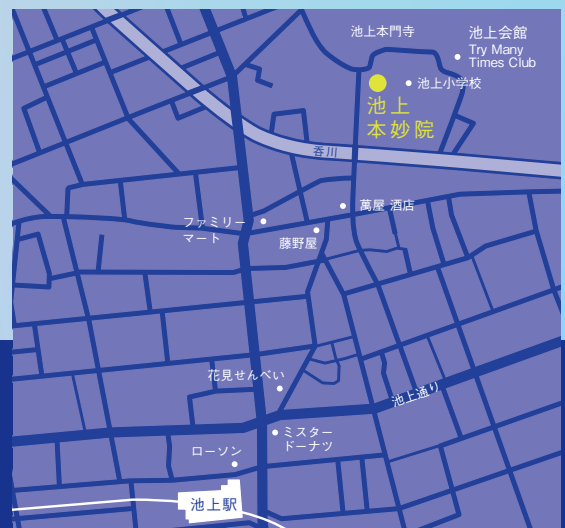 池上本門寺
池上会館
Try Many
Times Club
池上小学校
池上
本妙院
呑川
萬屋 酒店
ファミリー
マート
藤野屋
花見せんべい
池上通り
ミスター
ドーナツ
ローソン
池上駅